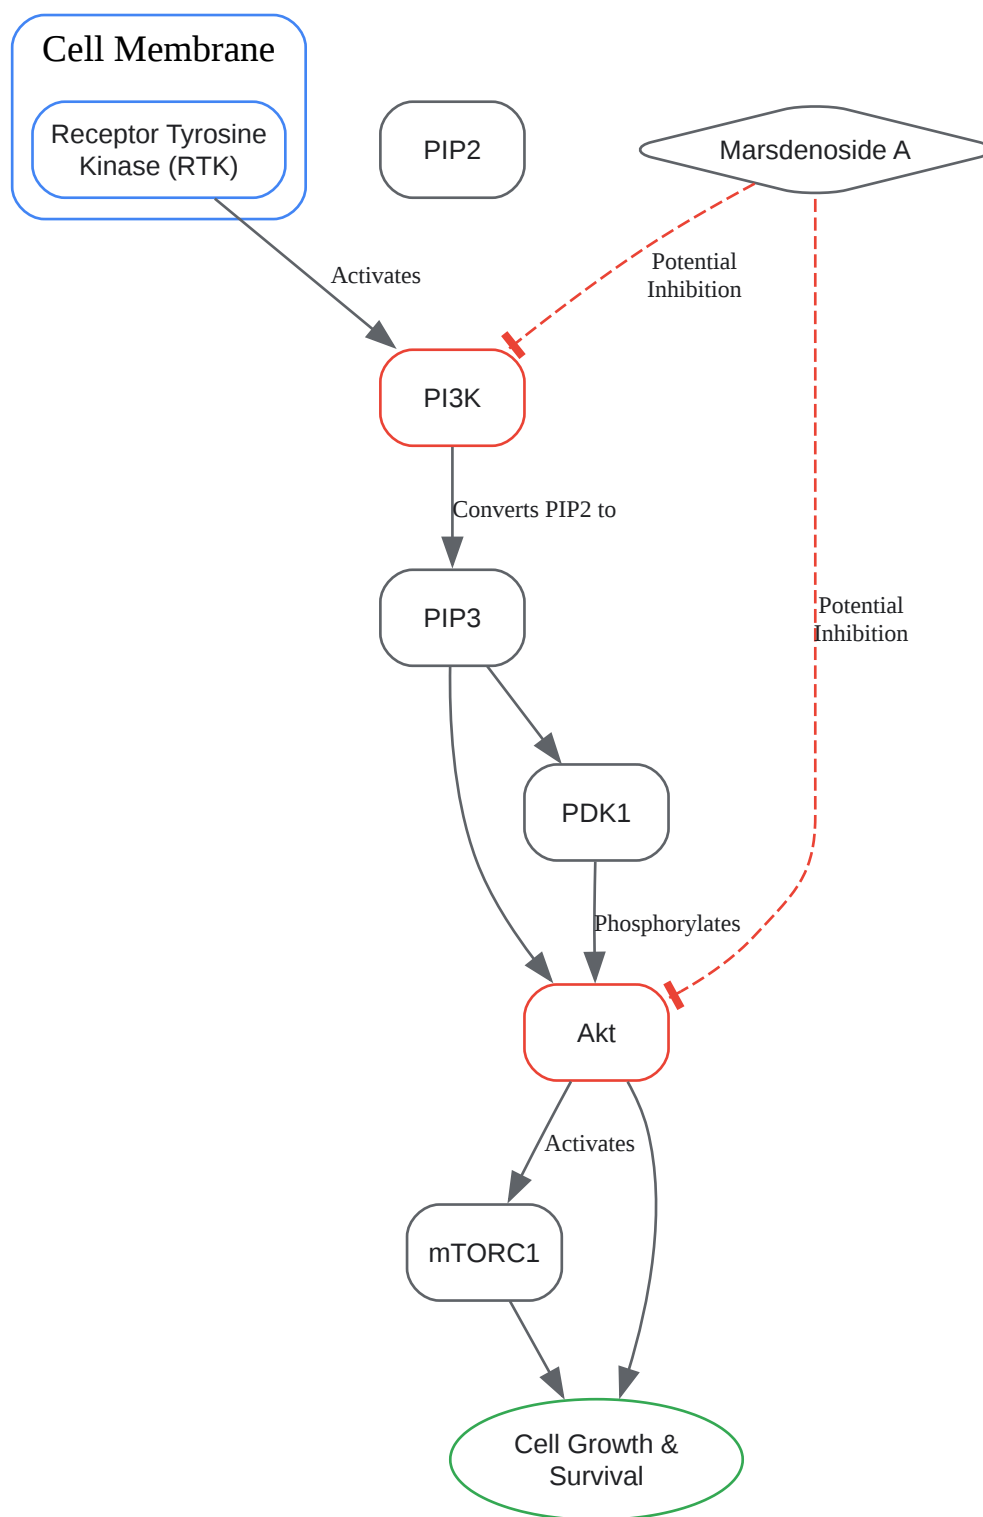 Cell Membrane
Receptor Tyrosine
Kinase (RTK)
PIP2
Marsdenoside A
Activates
Potential
Inhibition
PI3K
Converts PIP2 to
PIP3
Potential
Inhibition
PDK1
Phosphorylates
Akt
Activates
mTORC1
Cell Growth &
Survival